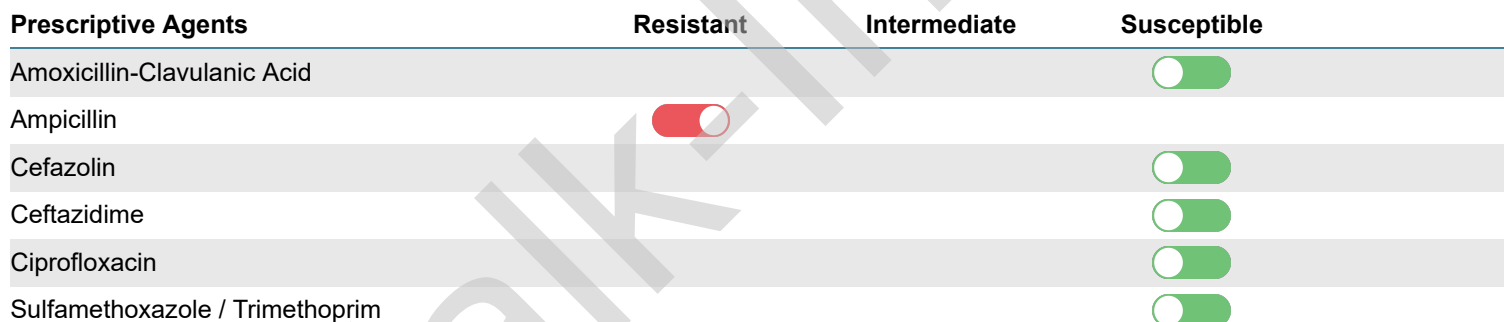 Prescriptive Agents Resistant Intermediate Susceptible
Amoxicillin-Clavulanic Acid
Ampicillin
Cefazolin
Ceftazidime
Ciprofloxacin
Sulfamethoxazole / Trimethoprim